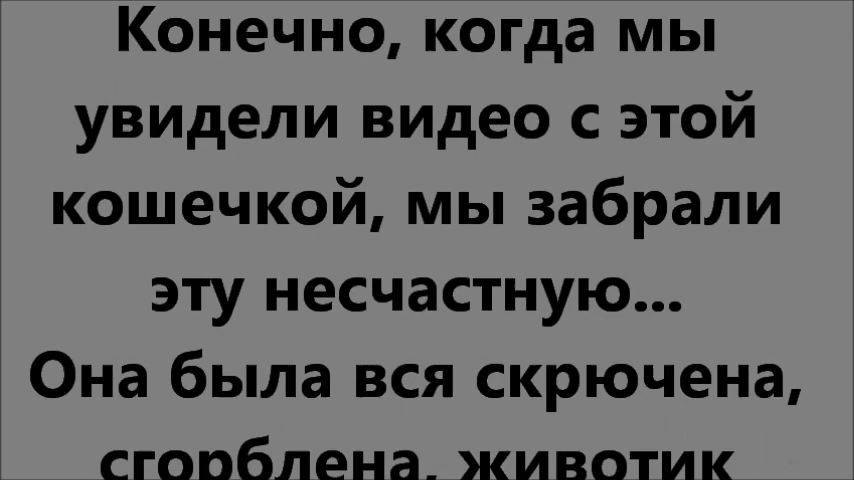 Конечно, когда мы
увидели видео с этой
кошечкой, мы забрали
эту несчастную...
Она была вся скрючена,
сгорблена, животик